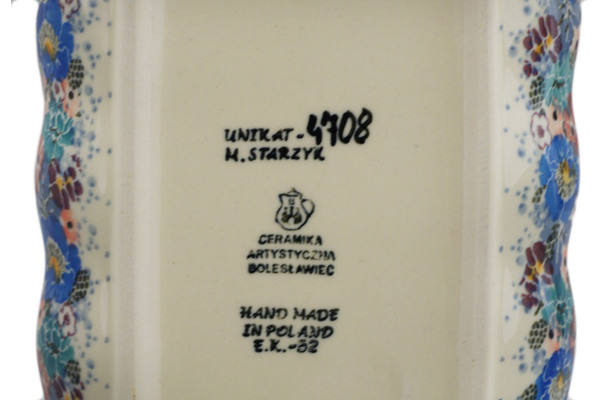 UNIKAT - 4708
M. STARZYK
CERAMIKA
ARTYSTYCZNA
BOLESŁAWIEC
HAND MADE
IN POLAND
E.K.-32